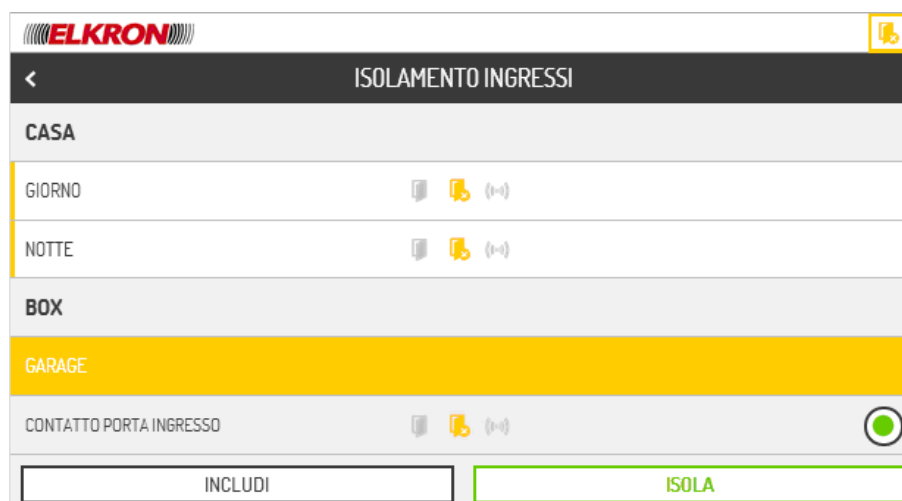 ELKRON
ISOLAMENTO INGRESSI
CASA
GIORNO
NOTTE
BOX
GARAGE
CONTATTO PORTA INGRESSO
INCLUDI ISOLA